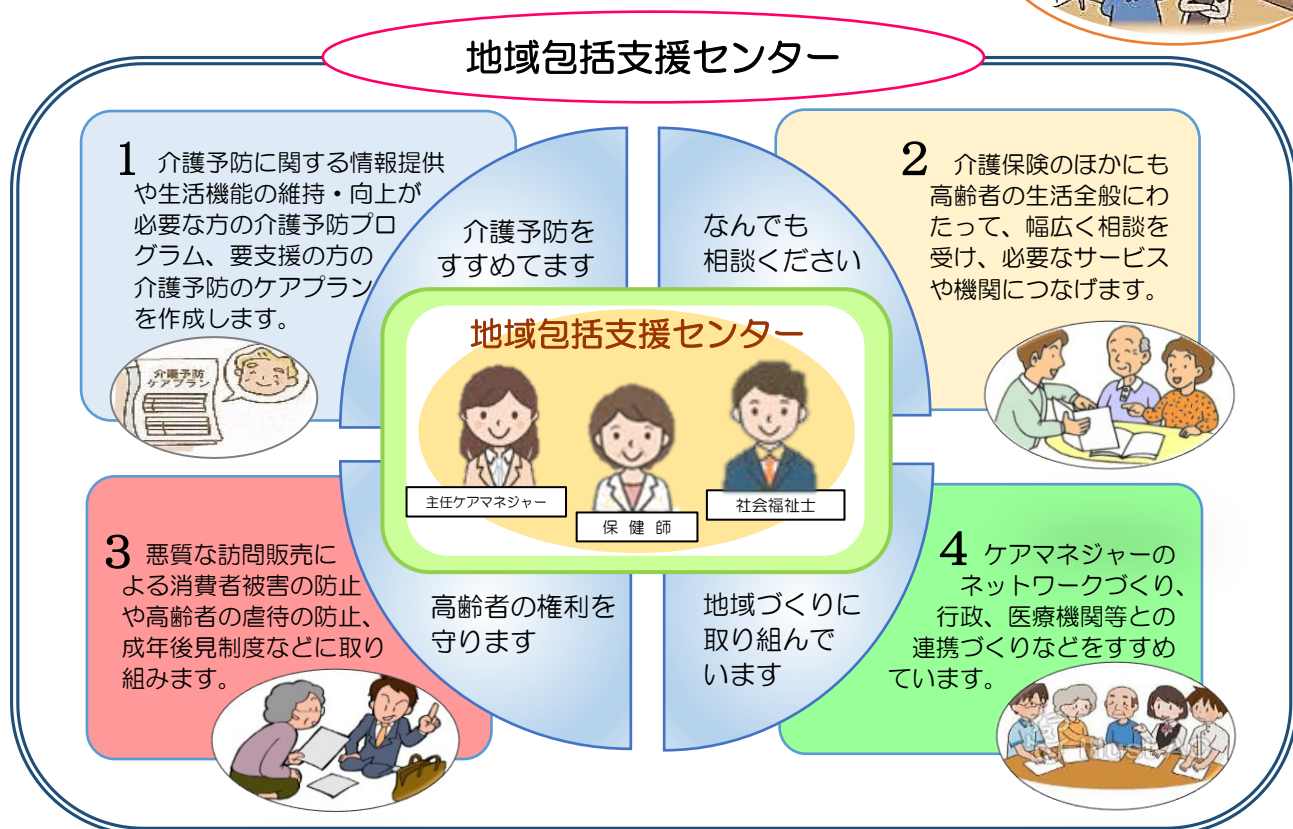 地域包括支援センター
1 介護予防に関する情報提供
や生活機能の維持・向上が
必要な方の介護予防プロ
グラム、要支援の方の
介護予防のケアプラン
を作成します。
介護予防
ケアプラン
介護予防を
すすめてます
なんでも
相談ください
2 介護保険のほかにも
高齢者の生活全般にわ
たって、幅広く相談を
受け、必要なサービス
や機関につなげます。
地域包括支援センター
主任ケアマネジャー
保 健 師
社会福祉士
3 悪質な訪問販売に
よる消費者被害の防止
や高齢者の虐待の防止、
成年後見制度などに取り
組みます。
高齢者の権利を
守ります
地域づくりに
取り組んで
います
4 ケアマネジャーの
ネットワークづくり、
行政、医療機関等との
連携づくりなどをすすめ
ています。